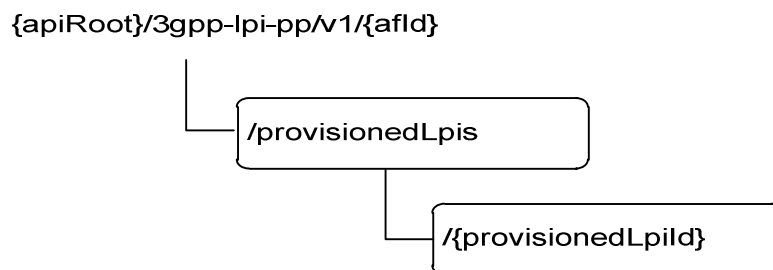 {apiRoot}/3gpp-lpi-pp/v1/{afId}
/provisionedLpis
/{provisionedLpiId}